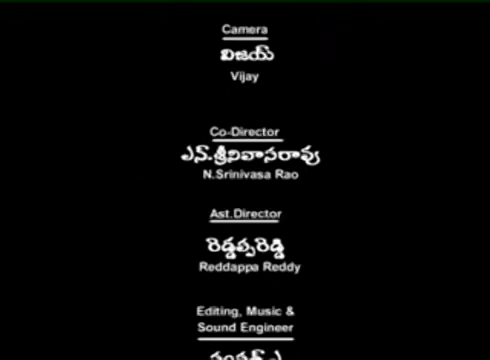 Camera
విజయ్
Vijay
Co-Director
ఎన్.శ్రీనివాసరావు
N.Srinivasa Rao
Ast.Director
రెడ్డప్పరెడ్డి
Reddappa Reddy
Editing, Music &
Sound Engineer